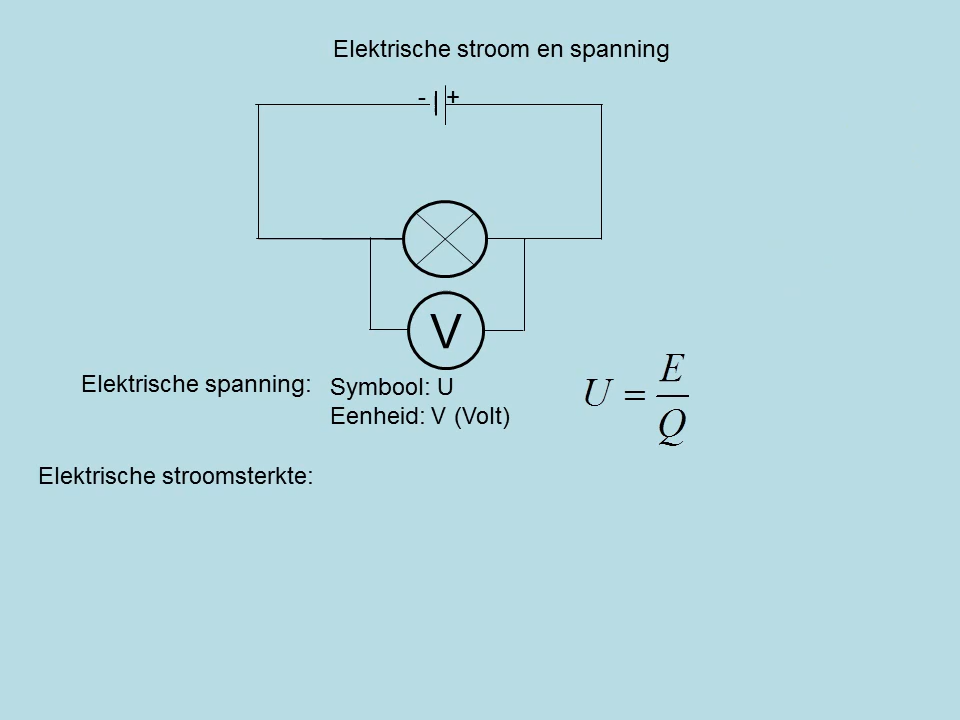 Elektrische stroom en spanning
- +
V
Elektrische spanning:
Symbool: U
Eenheid: V (Volt)
U = E/Q
Elektrische stroomsterkte: